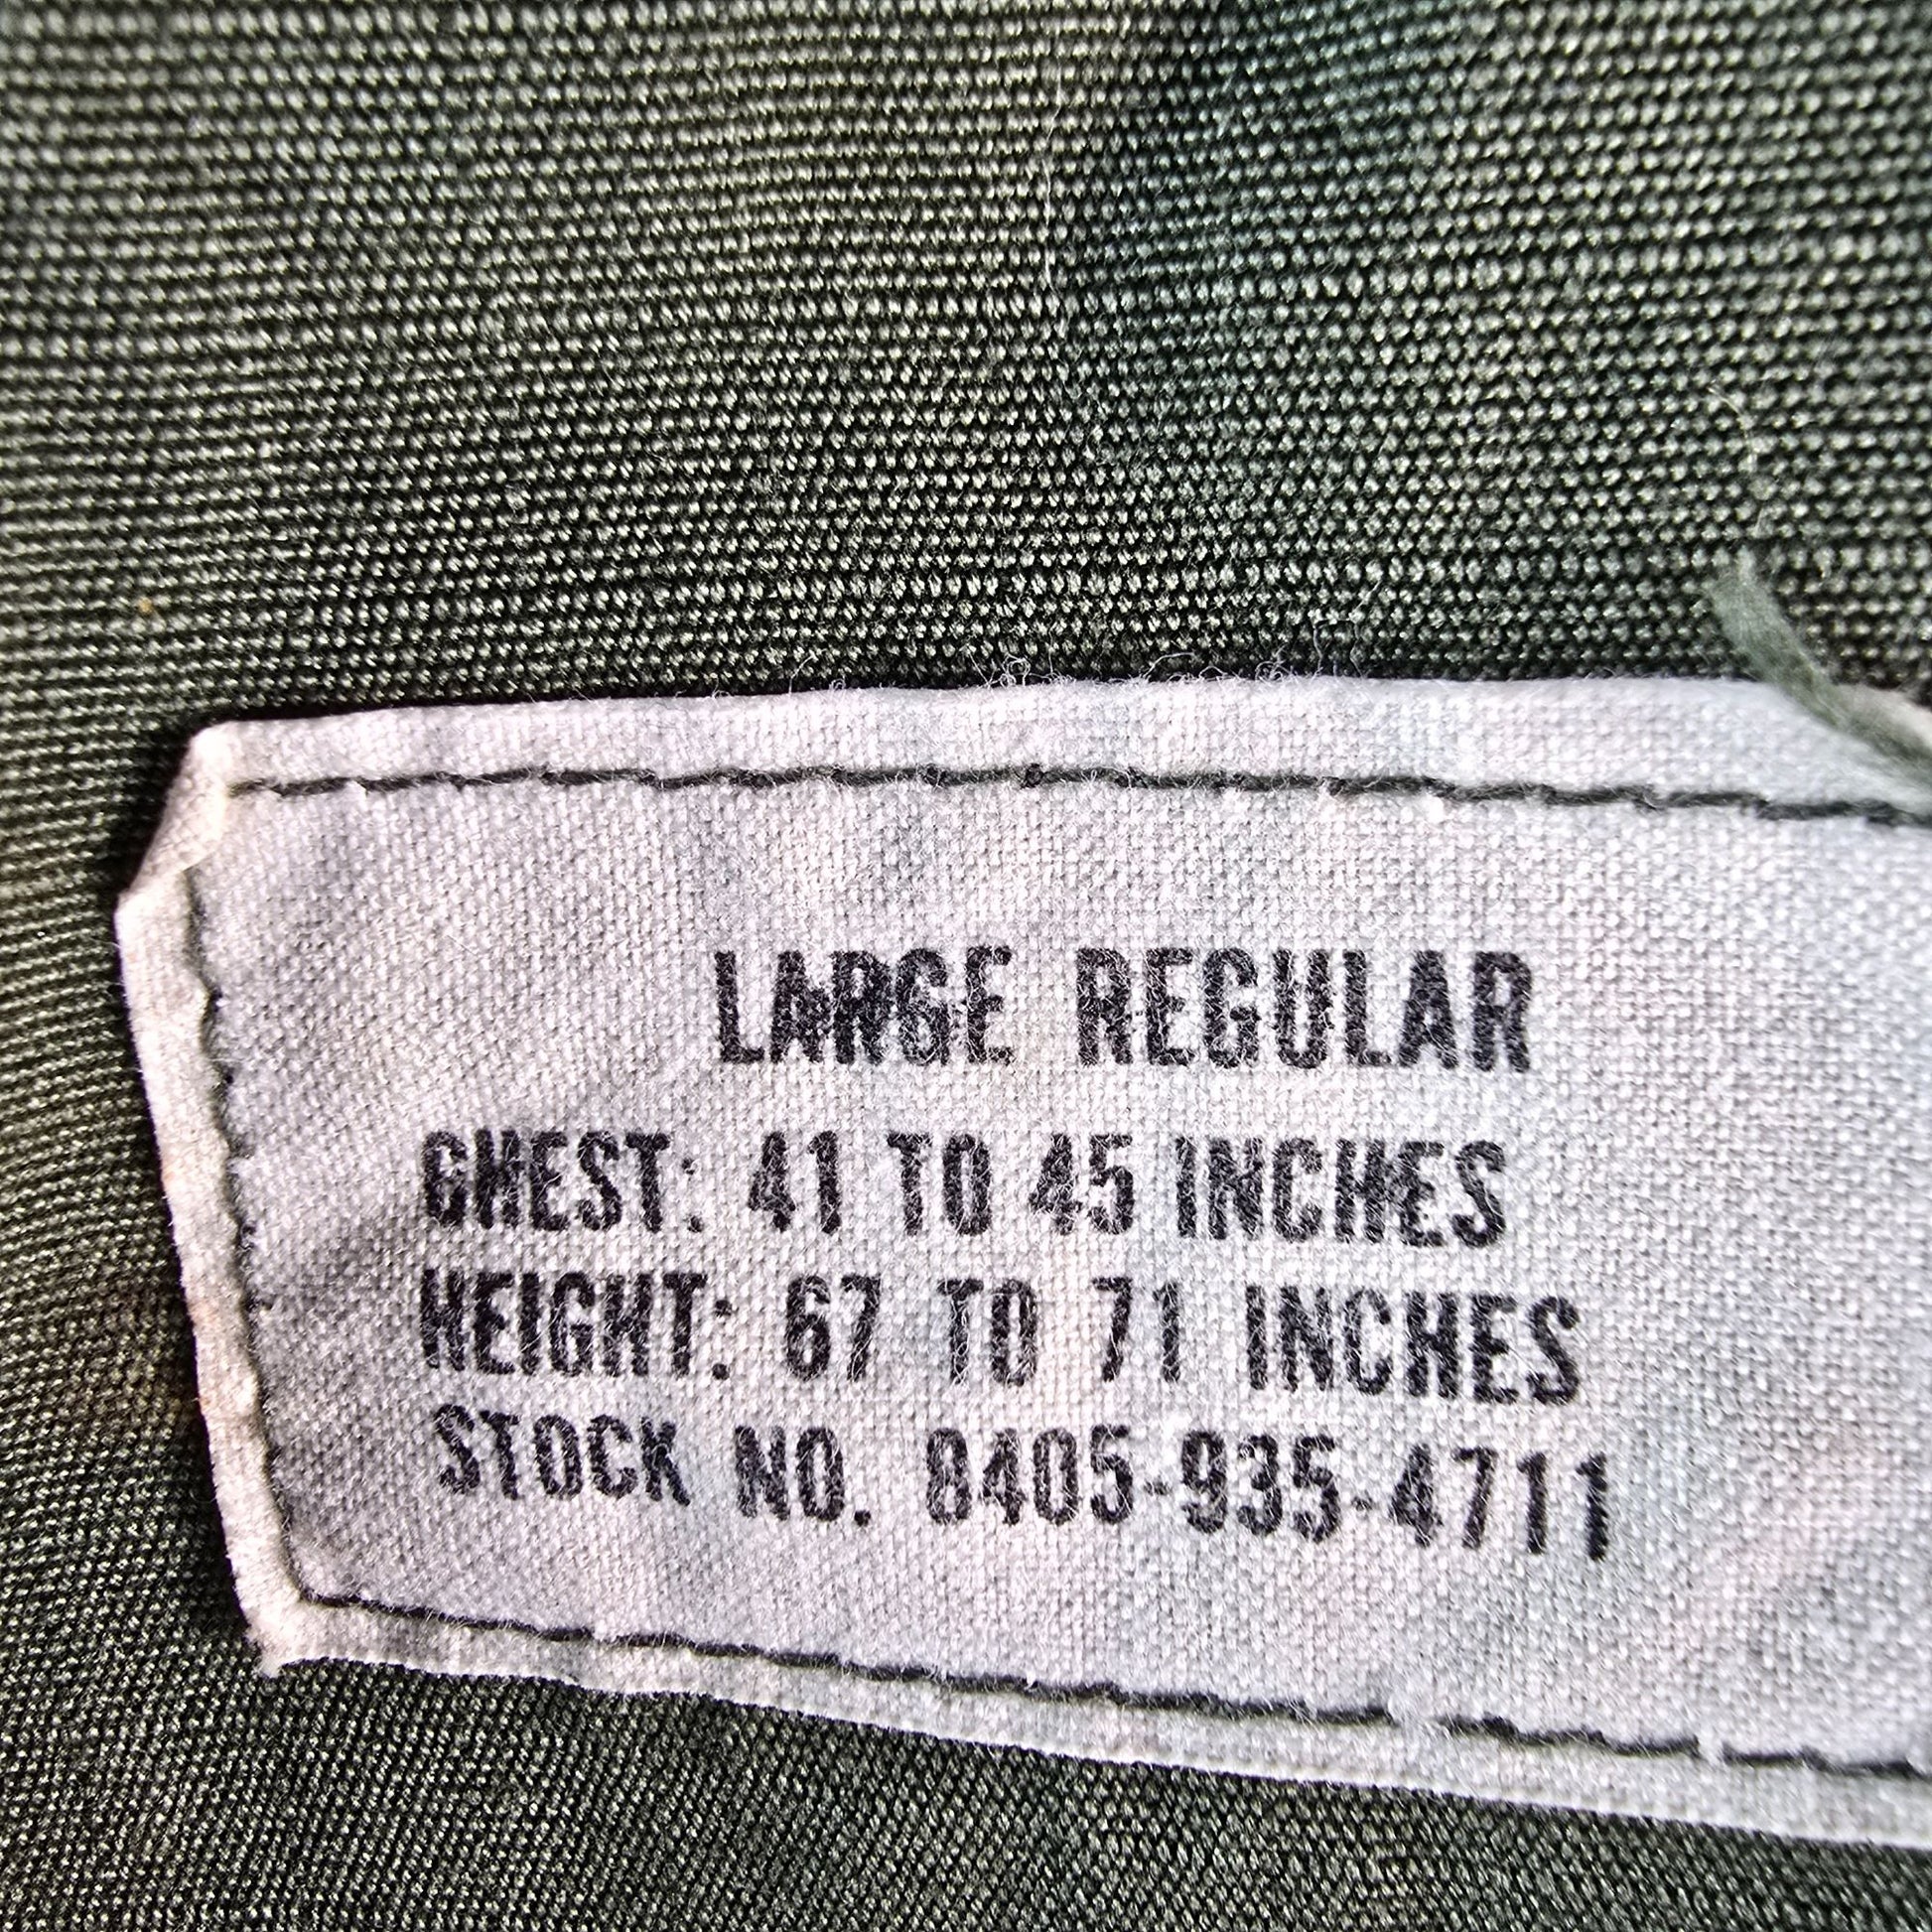 LARGE REGULAR
CHEST: 41 TO 45 INCHES
HEIGHT: 67 TO 71 INCHES
STOCK NO. 8405-935-4711